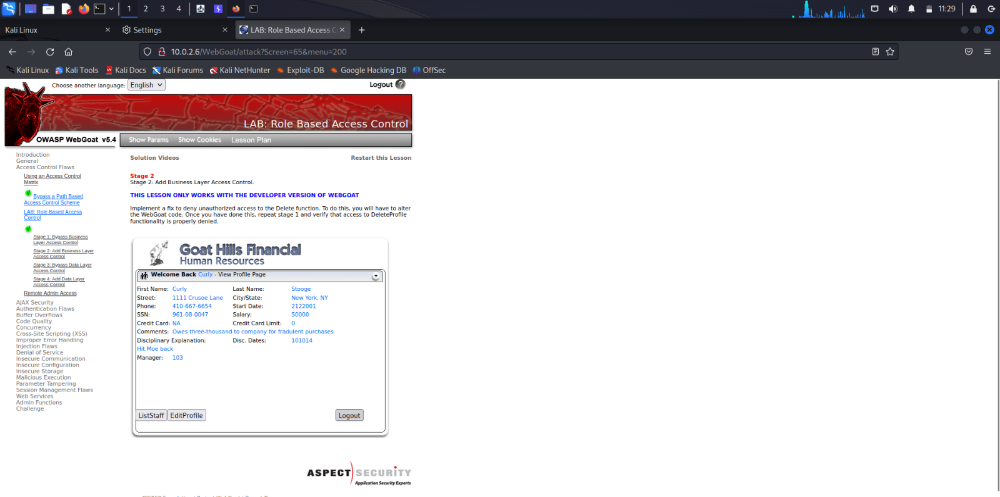 1 2 3 4 11:29
Kali Linux Settings LAB: Role Based Access C
10.0.2.6/WebGoat/attack?Screen=65&menu=200
Kali Linux Kali Tools Kali Docs Kali Forums Kali NetHunter Exploit-DB Google Hacking DB OffSec
Choose another language: English Logout ?
LAB: Role Based Access Control
OWASP WebGoat v5.4 Show Params Show Cookies Lesson Plan
Introduction
General
Access Control Flaws
Using an Access Control
Matrix
Bypass a Path Based
Access Control Scheme
LAB: Role Based Access
Control
Stage 1: Bypass Business
Layer Access Control
Stage 2: Add Business Layer
Access Control
Stage 3: Bypass Data Layer
Access Control
Stage 4: Add Data Layer
Access Control
Remote Admin Access
AJAX Security
Authentication Flaws
Buffer Overflows
Code Quality
Concurrency
Cross-Site Scripting (XSS)
Improper Error Handling
Injection Flaws
Denial of Service
Insecure Communication
Insecure Configuration
Insecure Storage
Malicious Execution
Parameter Tampering
Session Management Flaws
Web Services
Admin Functions
Challenge
Solution Videos Restart this Lesson
Stage 2
Stage 2: Add Business Layer Access Control.
THIS LESSON ONLY WORKS WITH THE DEVELOPER VERSION OF WEBGOAT
Implement a fix to deny unauthorized access to the Delete function. To do this, you will have to alter
the WebGoat code. Once you have done this, repeat stage 1 and verify that access to DeleteProfile
functionality is properly denied.
Goat Hills Financial
Human Resources
Welcome Back Curly - View Profile Page
First Name: Curly Last Name: Stooge
Street: 1111 Crusoe Lane City/State: New York, NY
Phone: 410-667-6654 Start Date: 2122001
SSN: 961-08-0047 Salary: 50000
Credit Card: NA Credit Card Limit: 0
Comments: Owes three-thousand to company for fradulent purchases
Disciplinary Explanation: Disc. Dates: 101014
Hit Moe back
Manager: 103
ListStaff EditProfile Logout
ASPECT SECURITY
Application Security Experts